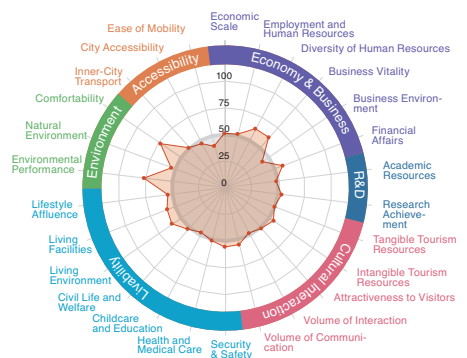 Economic
Scale
Employment and
Human Resources
Diversity of Human Resources
Business Vitality
Business Environ-
ment
Financial
Affairs
Academic
Resources
Research
Achieve-
ment
Tangible Tourism
Resources
Intangible Tourism
Resources
Attractiveness to Visitors
Volume of Interaction
Volume of Communi-
cation
Security
& Safety
Health and
Medical Care
Childcare
and Education
Civil Life and
Welfare
Living
Environment
Living
Facilities
Lifestyle
Affluence
Environmental
Performance
Natural
Environment
Comfortability
Inner-City
Transport
City Accessibility
Ease of Mobility
Economy & Business
R&D
Cultural Interaction
Livability
Environment
Accessibility
100
75
50
25
0